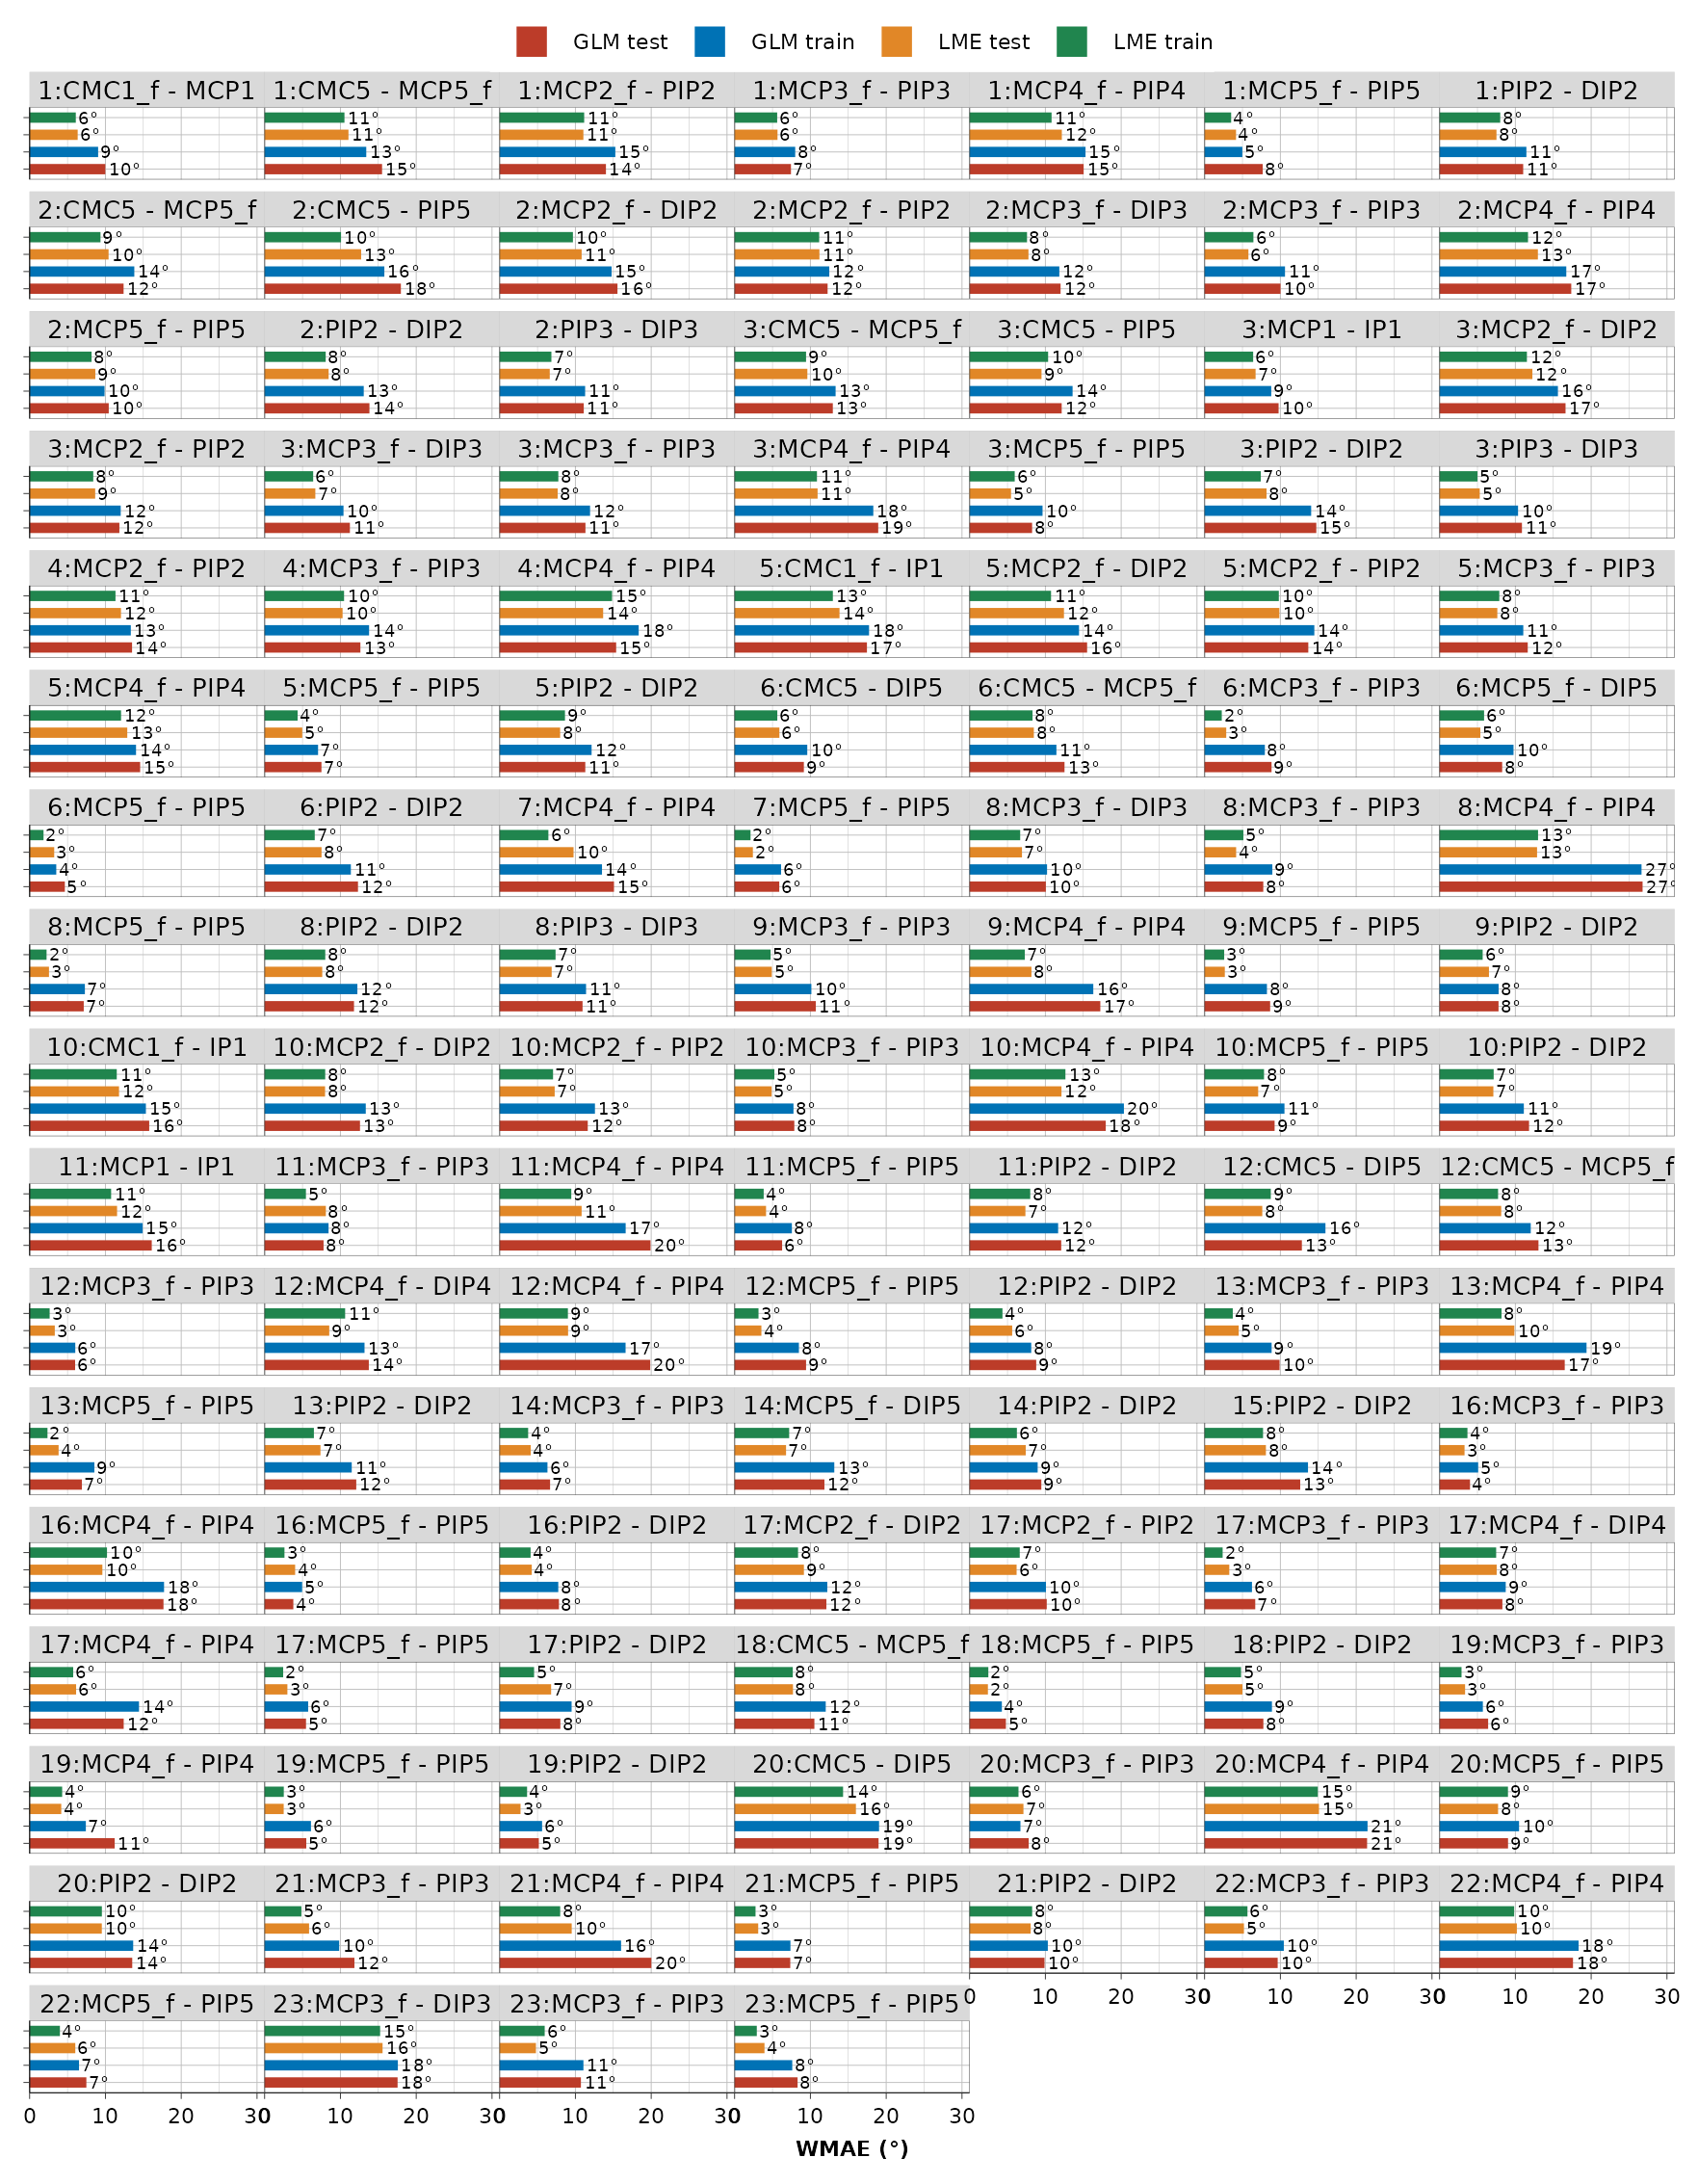 GLM test GLM train LME test LME train
1:CMC1_f - MCP1 1:CMC5 - MCP5_f 1:MCP2_f - PIP2 1:MCP3_f - PIP3 1:MCP4_f - PIP4 1:MCP5_f - PIP5 1:PIP2 - DIP2
6° 11° 11° 6° 11° 4° 8°
6° 11° 11° 6° 12° 4° 8°
9° 13° 15° 8° 15° 5° 11°
10° 15° 14° 7° 15° 8° 11°
2:CMC5 - MCP5_f 2:CMC5 - PIP5 2:MCP2_f - DIP2 2:MCP2_f - PIP2 2:MCP3_f - DIP3 2:MCP3_f - PIP3 2:MCP4_f - PIP4
9° 10° 10° 11° 8° 6° 12°
10° 13° 11° 11° 8° 6° 13°
14° 16° 15° 12° 12° 11° 17°
12° 18° 16° 12° 12° 10° 17°
2:MCP5_f - PIP5 2:PIP2 - DIP2 2:PIP3 - DIP3 3:CMC5 - MCP5_f 3:CMC5 - PIP5 3:MCP1 - IP1 3:MCP2_f - DIP2
8° 8° 7° 9° 10° 6° 12°
9° 8° 7° 10° 9° 7° 12°
10° 13° 11° 13° 14° 9° 16°
10° 14° 11° 13° 12° 10° 17°
3:MCP2_f - PIP2 3:MCP3_f - DIP3 3:MCP3_f - PIP3 3:MCP4_f - PIP4 3:MCP5_f - PIP5 3:PIP2 - DIP2 3:PIP3 - DIP3
8° 6° 8° 11° 6° 7° 5°
9° 7° 8° 11° 5° 8° 5°
12° 10° 12° 18° 10° 14° 10°
12° 11° 11° 19° 8° 15° 11°
4:MCP2_f - PIP2 4:MCP3_f - PIP3 4:MCP4_f - PIP4 5:CMC1_f - IP1 5:MCP2_f - DIP2 5:MCP2_f - PIP2 5:MCP3_f - PIP3
11° 10° 15° 13° 11° 10° 8°
12° 10° 14° 14° 12° 10° 8°
13° 14° 18° 18° 14° 14° 11°
14° 13° 15° 17° 16° 14° 12°
5:MCP4_f - PIP4 5:MCP5_f - PIP5 5:PIP2 - DIP2 6:CMC5 - DIP5 6:CMC5 - MCP5_f 6:MCP3_f - PIP3 6:MCP5_f - DIP5
12° 4° 9° 6° 8° 2° 6°
13° 5° 8° 6° 8° 3° 5°
14° 7° 12° 10° 11° 8° 10°
15° 7° 11° 9° 13° 9° 8°
6:MCP5_f - PIP5 6:PIP2 - DIP2 7:MCP4_f - PIP4 7:MCP5_f - PIP5 8:MCP3_f - DIP3 8:MCP3_f - PIP3 8:MCP4_f - PIP4
2° 7° 6° 2° 7° 5° 13°
3° 8° 10° 2° 7° 4° 13°
4° 11° 14° 6° 10° 9° 27°
5° 12° 15° 6° 10° 8° 27°
8:MCP5_f - PIP5 8:PIP2 - DIP2 8:PIP3 - DIP3 9:MCP3_f - PIP3 9:MCP4_f - PIP4 9:MCP5_f - PIP5 9:PIP2 - DIP2
2° 8° 7° 5° 7° 3° 6°
3° 8° 7° 5° 8° 3° 7°
7° 12° 11° 10° 16° 8° 8°
7° 12° 11° 11° 17° 9° 8°
10:CMC1_f - IP1 10:MCP2_f - DIP2 10:MCP2_f - PIP2 10:MCP3_f - PIP3 10:MCP4_f - PIP4 10:MCP5_f - PIP5 10:PIP2 - DIP2
11° 8° 7° 5° 13° 8° 7°
12° 8° 7° 5° 12° 7° 7°
15° 13° 13° 8° 20° 11° 11°
16° 13° 12° 8° 18° 9° 12°
11:MCP1 - IP1 11:MCP3_f - PIP3 11:MCP4_f - PIP4 11:MCP5_f - PIP5 11:PIP2 - DIP2 12:CMC5 - DIP5 12:CMC5 - MCP5_f
11° 5° 9° 4° 8° 9° 8°
12° 8° 11° 4° 7° 8° 8°
15° 8° 17° 8° 12° 16° 12°
16° 8° 20° 6° 12° 13° 13°
12:MCP3_f - PIP3 12:MCP4_f - DIP4 12:MCP4_f - PIP4 12:MCP5_f - PIP5 12:PIP2 - DIP2 13:MCP3_f - PIP3 13:MCP4_f - PIP4
3° 11° 9° 3° 4° 4° 8°
3° 9° 9° 4° 6° 5° 10°
6° 13° 17° 8° 8° 9° 19°
6° 14° 20° 9° 9° 10° 17°
13:MCP5_f - PIP5 13:PIP2 - DIP2 14:MCP3_f - PIP3 14:MCP5_f - DIP5 14:PIP2 - DIP2 15:PIP2 - DIP2 16:MCP3_f - PIP3
2° 7° 4° 7° 6° 8° 4°
4° 7° 4° 7° 7° 8° 3°
9° 11° 6° 13° 9° 14° 5°
7° 12° 7° 12° 9° 13° 4°
16:MCP4_f - PIP4 16:MCP5_f - PIP5 16:PIP2 - DIP2 17:MCP2_f - DIP2 17:MCP2_f - PIP2 17:MCP3_f - PIP3 17:MCP4_f - DIP4
10° 3° 4° 8° 7° 2° 7°
10° 4° 4° 9° 6° 3° 8°
18° 5° 8° 12° 10° 6° 9°
18° 4° 8° 12° 10° 7° 8°
17:MCP4_f - PIP4 17:MCP5_f - PIP5 17:PIP2 - DIP2 18:CMC5 - MCP5_f 18:MCP5_f - PIP5 18:PIP2 - DIP2 19:MCP3_f - PIP3
6° 2° 5° 8° 2° 5° 3°
6° 3° 7° 8° 2° 5° 3°
14° 6° 9° 12° 4° 9° 6°
12° 5° 8° 11° 5° 8° 6°
19:MCP4_f - PIP4 19:MCP5_f - PIP5 19:PIP2 - DIP2 20:CMC5 - DIP5 20:MCP3_f - PIP3 20:MCP4_f - PIP4 20:MCP5_f - PIP5
4° 3° 4° 14° 6° 15° 9°
4° 3° 3° 16° 7° 15° 8°
7° 6° 6° 19° 7° 21° 10°
11° 5° 5° 19° 8° 21° 9°
20:PIP2 - DIP2 21:MCP3_f - PIP3 21:MCP4_f - PIP4 21:MCP5_f - PIP5 21:PIP2 - DIP2 22:MCP3_f - PIP3 22:MCP4_f - PIP4
10° 5° 8° 3° 8° 6° 10°
10° 6° 10° 3° 8° 5° 10°
14° 10° 16° 7° 10° 10° 18°
14° 12° 20° 7° 10° 10° 18°
0 10 20 30 0 10 20 30 0 10 20 30
22:MCP5_f - PIP5 23:MCP3_f - DIP3 23:MCP3_f - PIP3 23:MCP5_f - PIP5
4° 15° 6° 3°
6° 16° 5° 4°
7° 18° 11° 8°
7° 18° 11° 8°
0 10 20 30 0 10 20 30 0 10 20 30 0 10 20 30
WMAE (°)